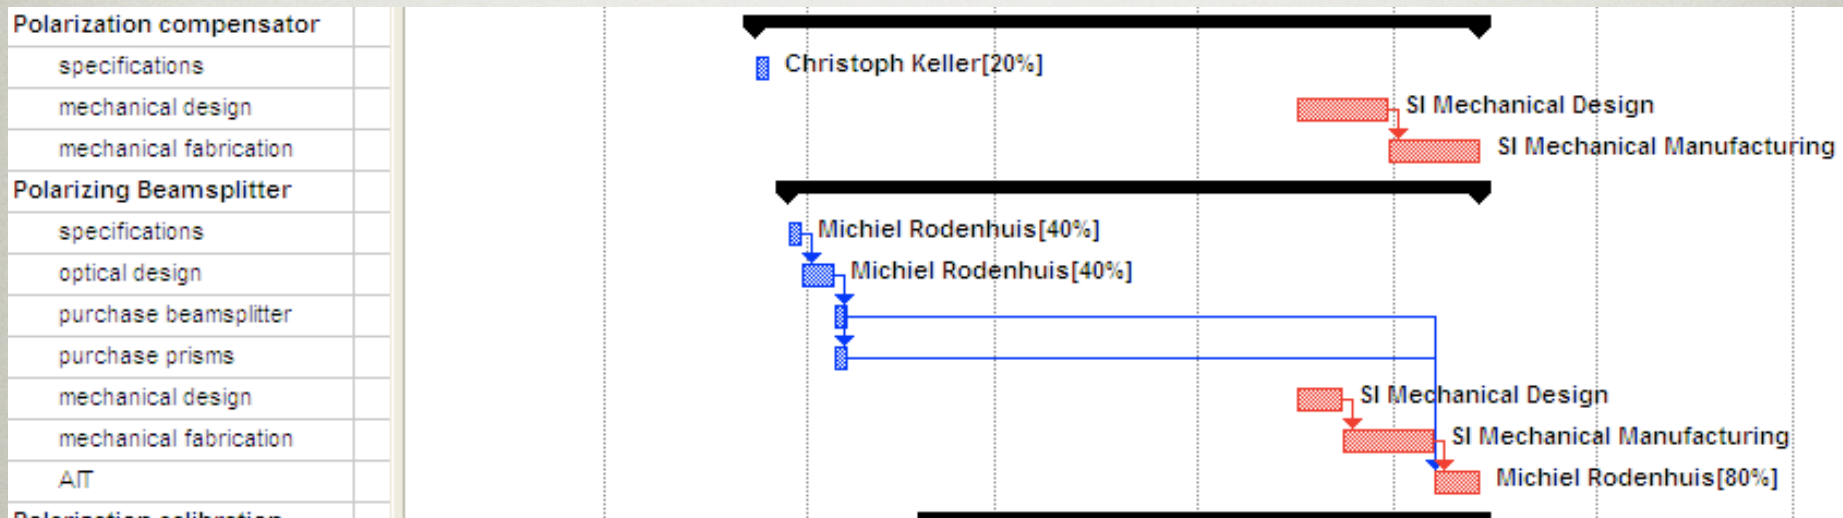 Polarization compensator
specifications Christoph Keller[20%]
mechanical design SI Mechanical Design
mechanical fabrication SI Mechanical Manufacturing
Polarizing Beamsplitter
specifications Michiel Rodenhuis[40%]
optical design Michiel Rodenhuis[40%]
purchase beamsplitter
purchase prisms
mechanical design SI Mechanical Design
mechanical fabrication SI Mechanical Manufacturing
AIT Michiel Rodenhuis[80%]
Polarization calibration